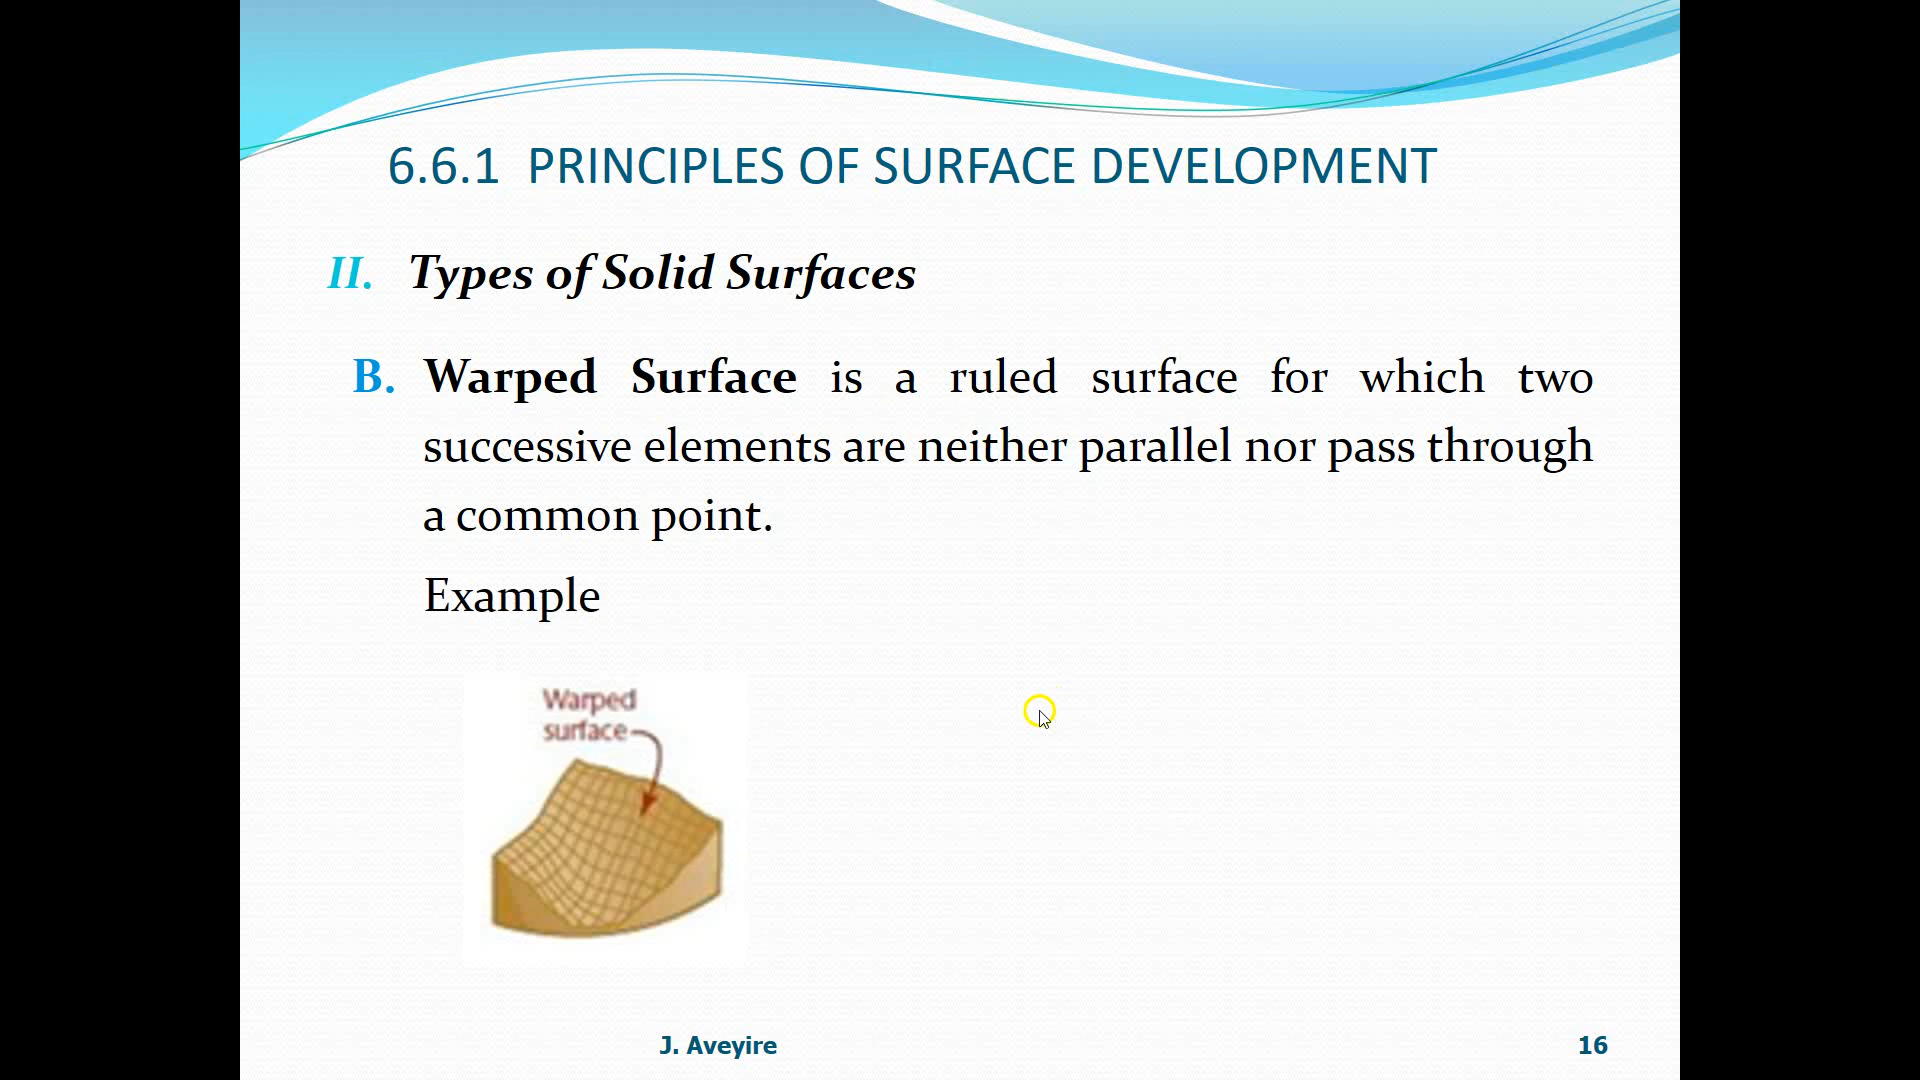 6.6.1 PRINCIPLES OF SURFACE DEVELOPMENT
II. Types of Solid Surfaces
B. Warped Surface is a ruled surface for which two
successive elements are neither parallel nor pass through
a common point.
Example
Warped
surface
J. Aveyire
16